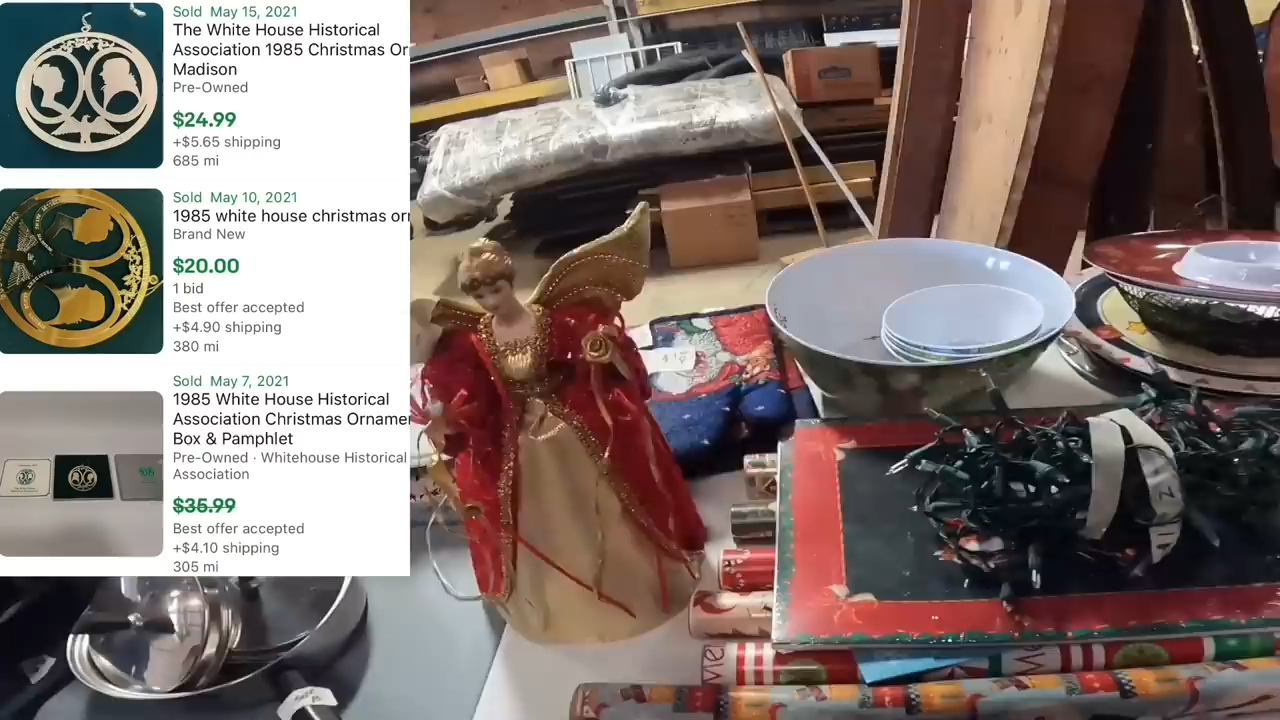 Sold May 15, 2021
The White House Historical
Association 1985 Christmas Or
Madison
Pre-Owned
$24.99
+$5.65 shipping
685 mi
Sold May 10, 2021
1985 white house christmas orn
Brand New
$20.00
1 bid
Best offer accepted
+$4.90 shipping
380 mi
Sold May 7, 2021
1985 White House Historical
Association Christmas Orname
Box & Pamphlet
Pre-Owned · Whitehouse Historical
Association
$35.99
Best offer accepted
+$4.10 shipping
305 mi